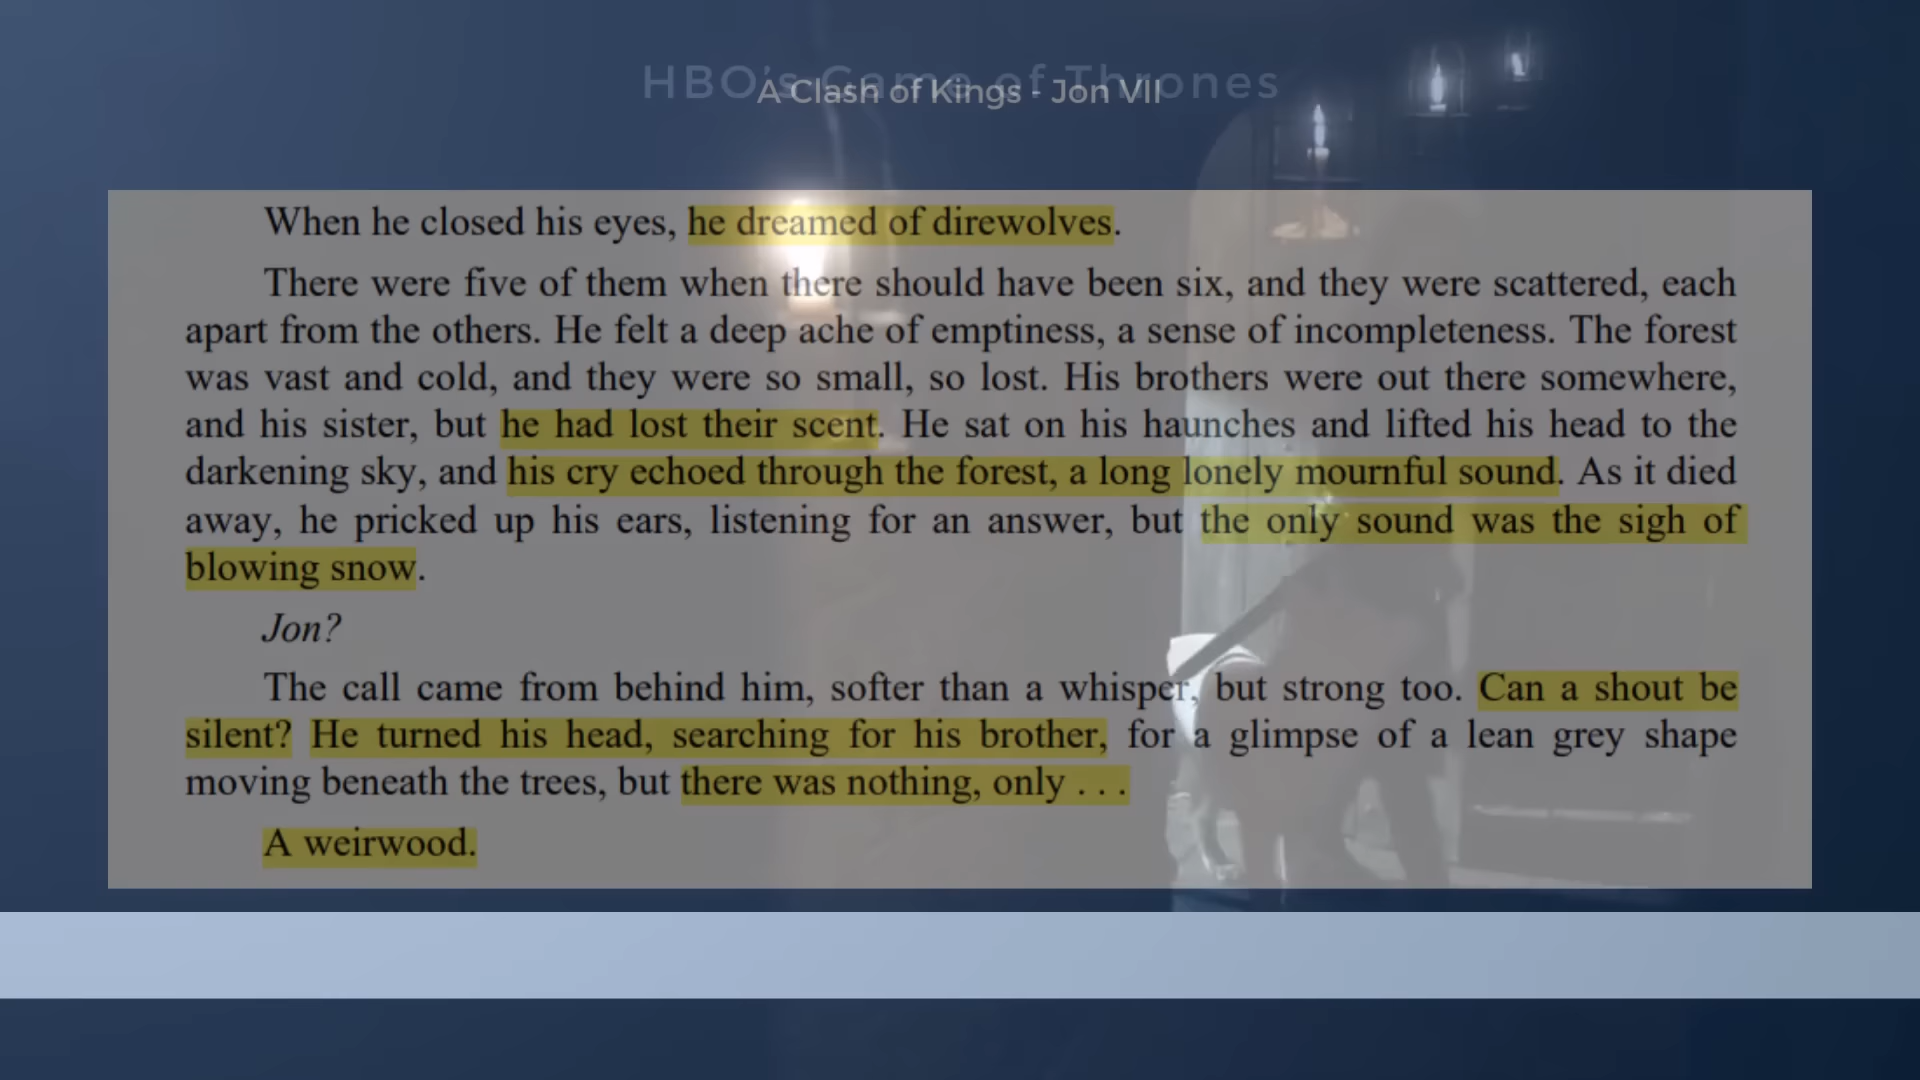 HBO's Game of Thrones
A Clash of Kings - Jon VII
When he closed his eyes, he dreamed of direwolves.
There were five of them when there should have been six, and they were scattered, each
apart from the others. He felt a deep ache of emptiness, a sense of incompleteness. The forest
was vast and cold, and they were so small, so lost. His brothers were out there somewhere,
and his sister, but he had lost their scent. He sat on his haunches and lifted his head to the
darkening sky, and his cry echoed through the forest, a long lonely mournful sound. As it died
away, he pricked up his ears, listening for an answer, but the only sound was the sigh of
blowing snow.
Jon?
The call came from behind him, softer than a whisper, but strong too. Can a shout be
silent? He turned his head, searching for his brother, for a glimpse of a lean grey shape
moving beneath the trees, but there was nothing, only . . .
A weirwood.